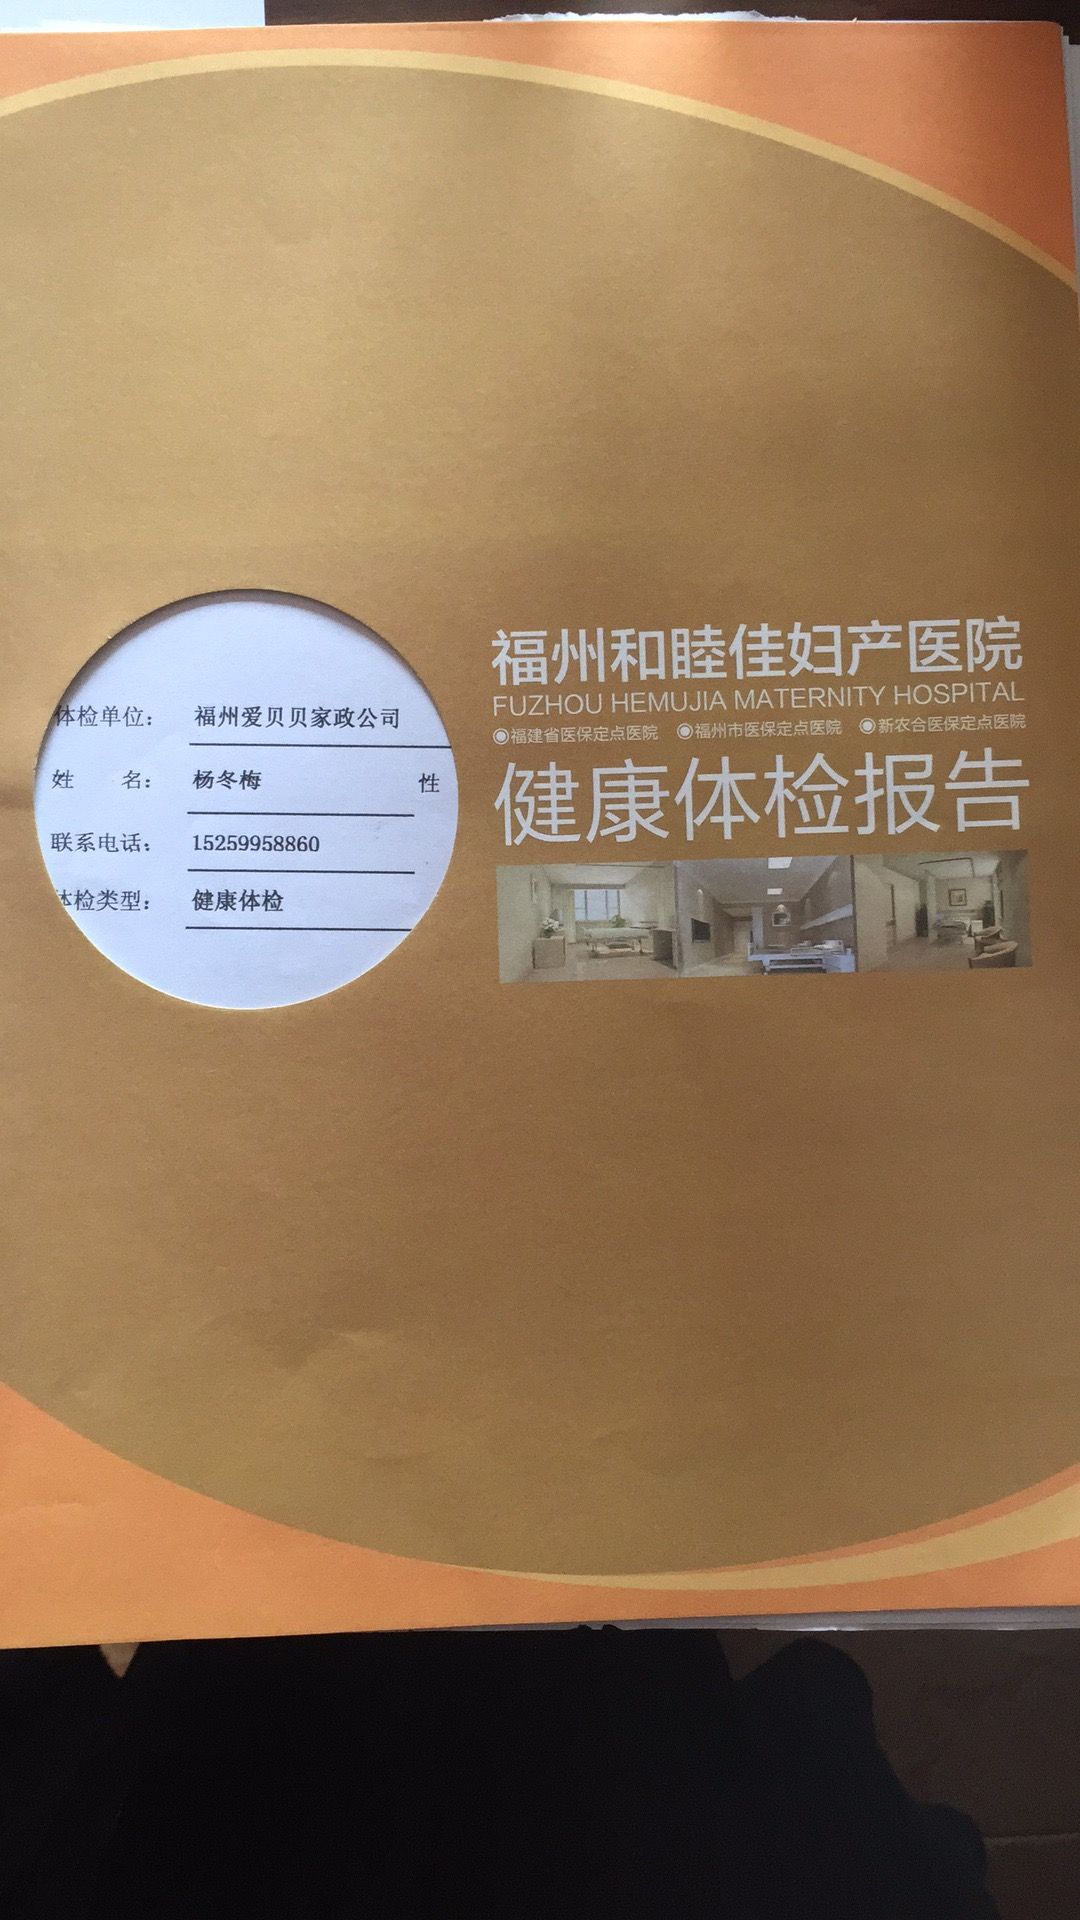 福州和睦佳妇产医院
FUZHOU HEMUJIA MATERNITY HOSPITAL
◉福建省医保定点医院 ◉福州市医保定点医院 ◉新农合医保定点医院
健康体检报告
体检单位： 福州爱贝贝家政公司
姓 名： 杨冬梅 性
联系电话： 15259958860
体检类型： 健康体检